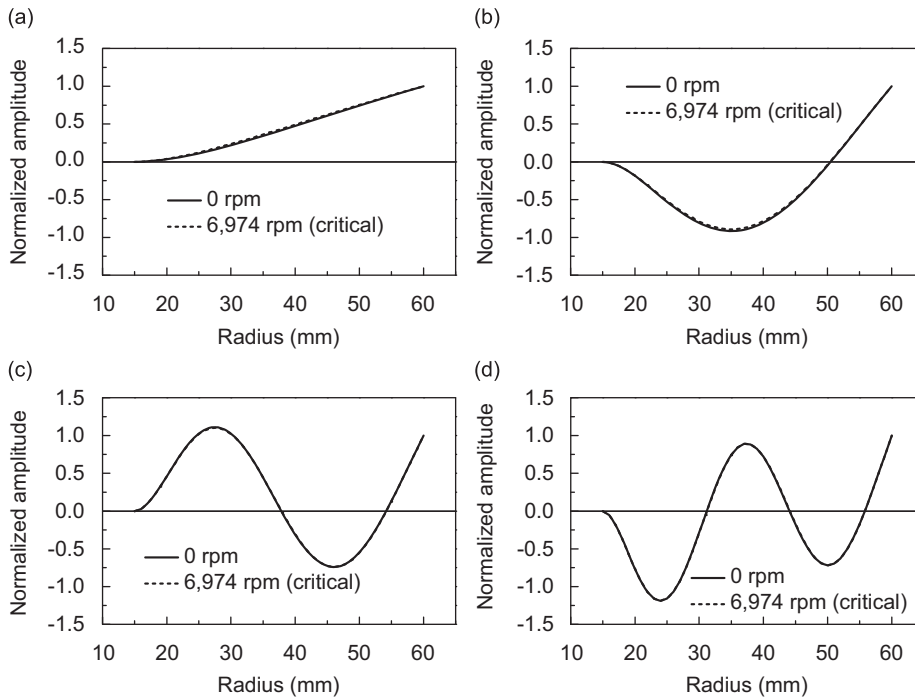 (a)
1.5
1.0
0.5
0.0
-0.5
-1.0
-1.5
Normalized amplitude
0 rpm
6,974 rpm (critical)
10 20 30 40 50 60
Radius (mm)
(b)
1.5
1.0
0.5
0.0
-0.5
-1.0
-1.5
Normalized amplitude
0 rpm
6,974 rpm (critical)
10 20 30 40 50 60
Radius (mm)
(c)
1.5
1.0
0.5
0.0
-0.5
-1.0
-1.5
Normalized amplitude
0 rpm
6,974 rpm (critical)
10 20 30 40 50 60
Radius (mm)
(d)
1.5
1.0
0.5
0.0
-0.5
-1.0
-1.5
Normalized amplitude
0 rpm
6,974 rpm (critical)
10 20 30 40 50 60
Radius (mm)